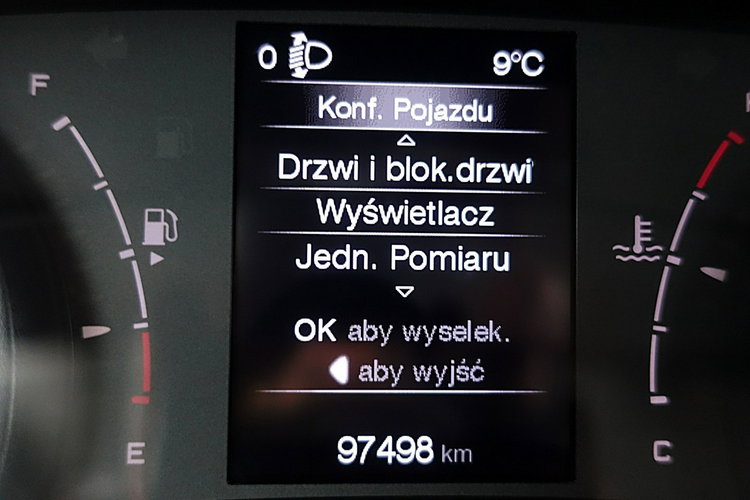 0 9°C
F
Konf. Pojazdu
Drzwi i blok.drzwi
Wyświetlacz
Jedn. Pomiaru
OK aby wyselek.
aby wyjść
E
97498 km
C